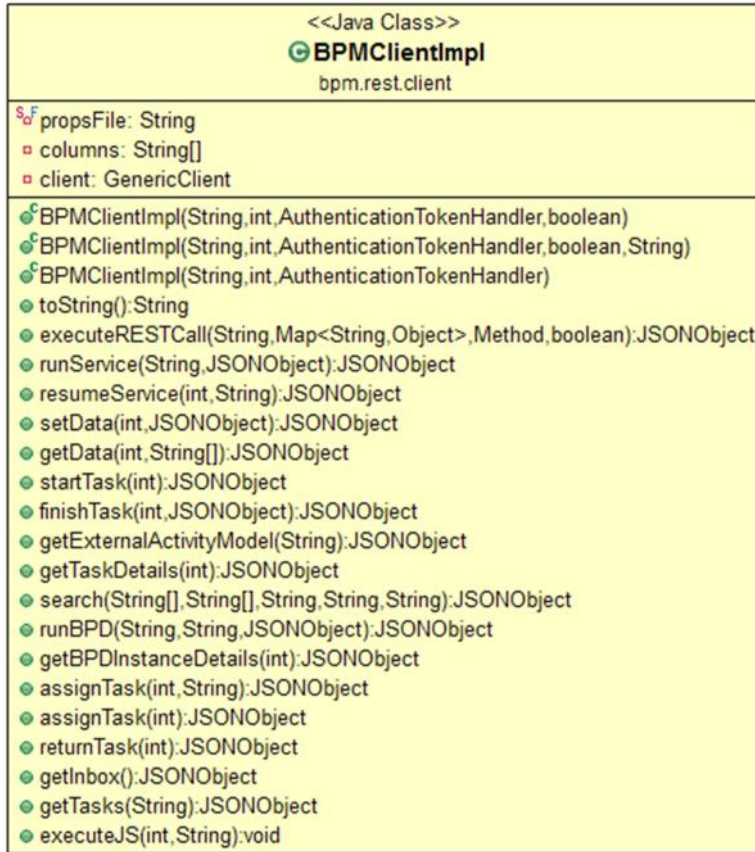 <<Java Class>>
BPMClientImpl
bpm.rest.client
propsFile: String
columns: String[]
client: GenericClient
BPMClientImpl(String,int,AuthenticationTokenHandler,boolean)
BPMClientImpl(String,int,AuthenticationTokenHandler,boolean,String)
BPMClientImpl(String,int,AuthenticationTokenHandler)
toString():String
executeRESTCall(String,Map<String,Object>,Method,boolean):JSONObject
runService(String,JSONObject):JSONObject
resumeService(int,String):JSONObject
setData(int,JSONObject):JSONObject
getData(int,String[]):JSONObject
startTask(int):JSONObject
finishTask(int,JSONObject):JSONObject
getExternalActivityModel(String):JSONObject
getTaskDetails(int):JSONObject
search(String[],String[],String,String,String):JSONObject
runBPD(String,String,JSONObject):JSONObject
getBPDInstanceDetails(int):JSONObject
assignTask(int,String):JSONObject
assignTask(int):JSONObject
returnTask(int):JSONObject
getInbox():JSONObject
getTasks(String):JSONObject
executeJS(int,String):void